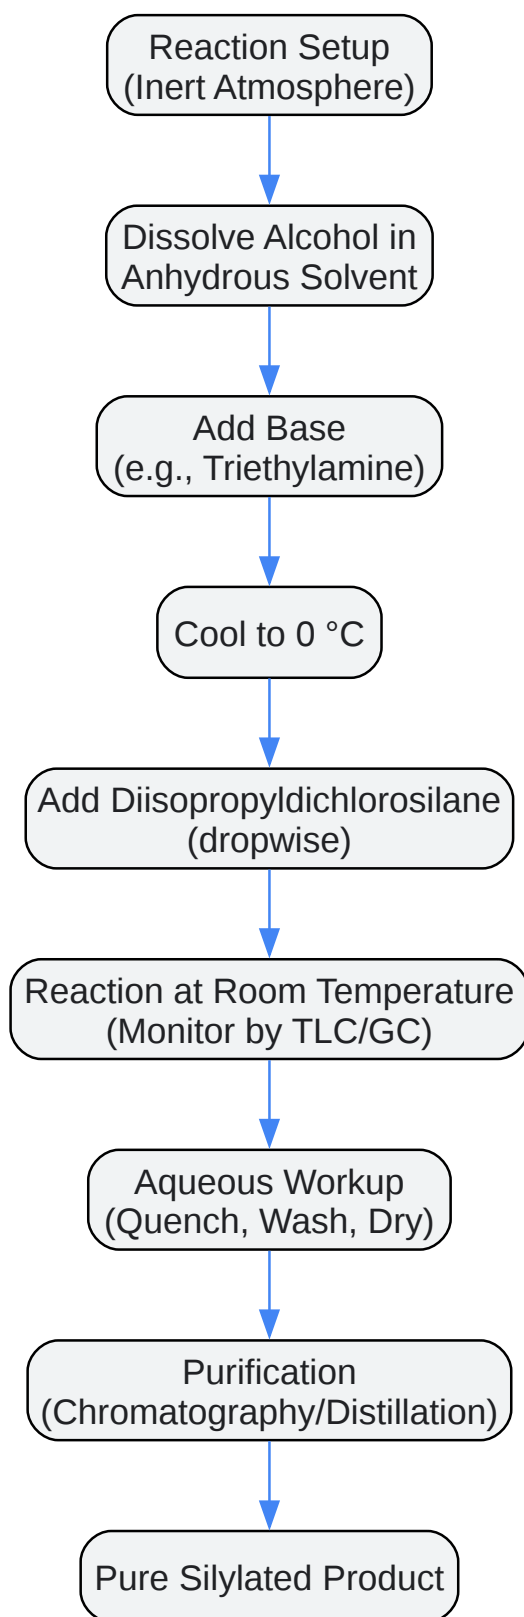 Reaction Setup
(Inert Atmosphere)
Dissolve Alcohol in
Anhydrous Solvent
Add Base
(e.g., Triethylamine)
Cool to 0 °C
Add Diisopropyldichlorosilane
(dropwise)
Reaction at Room Temperature
(Monitor by TLC/GC)
Aqueous Workup
(Quench, Wash, Dry)
Purification
(Chromatography/Distillation)
Pure Silylated Product